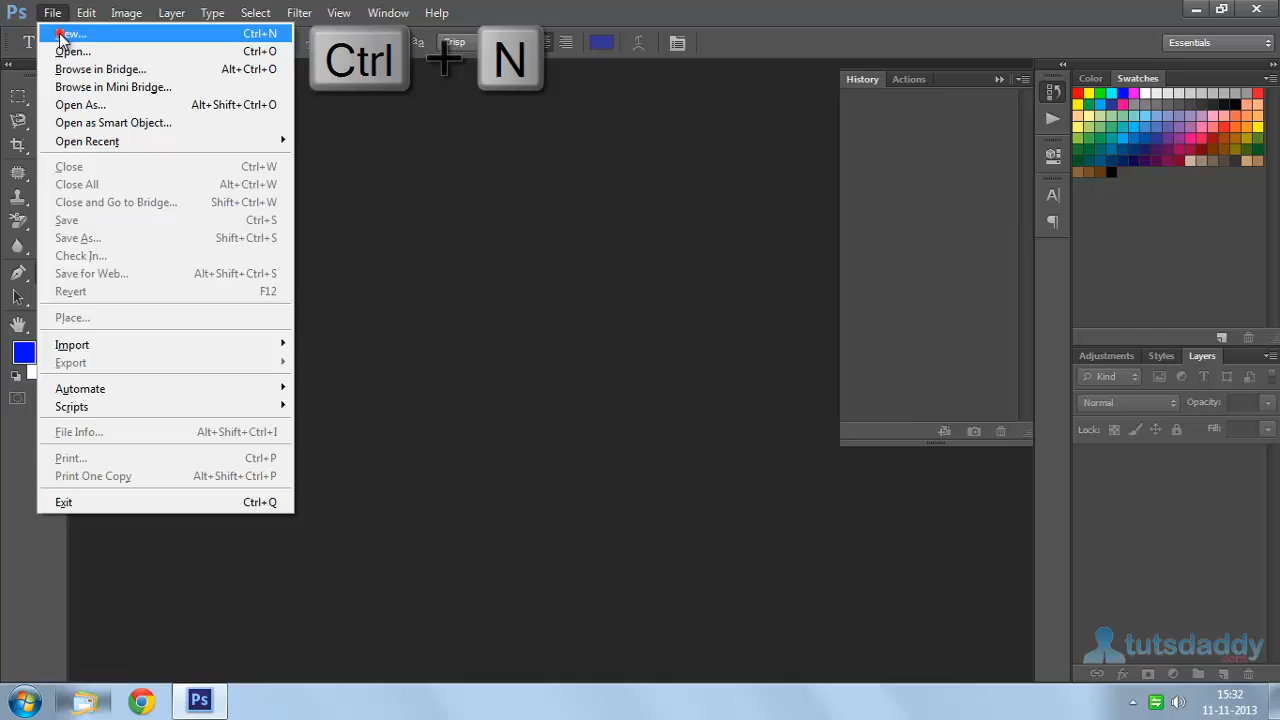 Ps File Edit Image Layer Type Select Filter View Window Help
T aa Crisp Essentials
New... Ctrl+N
Open... Ctrl+O
Browse in Bridge... Alt+Ctrl+O
Browse in Mini Bridge...
Open As... Alt+Shift+Ctrl+O
Open as Smart Object...
Open Recent
Close Ctrl+W
Close All Alt+Ctrl+W
Close and Go to Bridge... Shift+Ctrl+W
Save Ctrl+S
Save As... Shift+Ctrl+S
Check In...
Save for Web... Alt+Shift+Ctrl+S
Revert F12
Place...
Import
Export
Automate
Scripts
File Info... Alt+Shift+Ctrl+I
Print... Ctrl+P
Print One Copy Alt+Shift+Ctrl+P
Exit Ctrl+Q
Ctrl + N
History Actions
Color Swatches
Adjustments Styles Layers
Kind
Normal Opacity:
Lock: Fill:
tutsdaddy
.com
Ps
15:32
11-11-2013